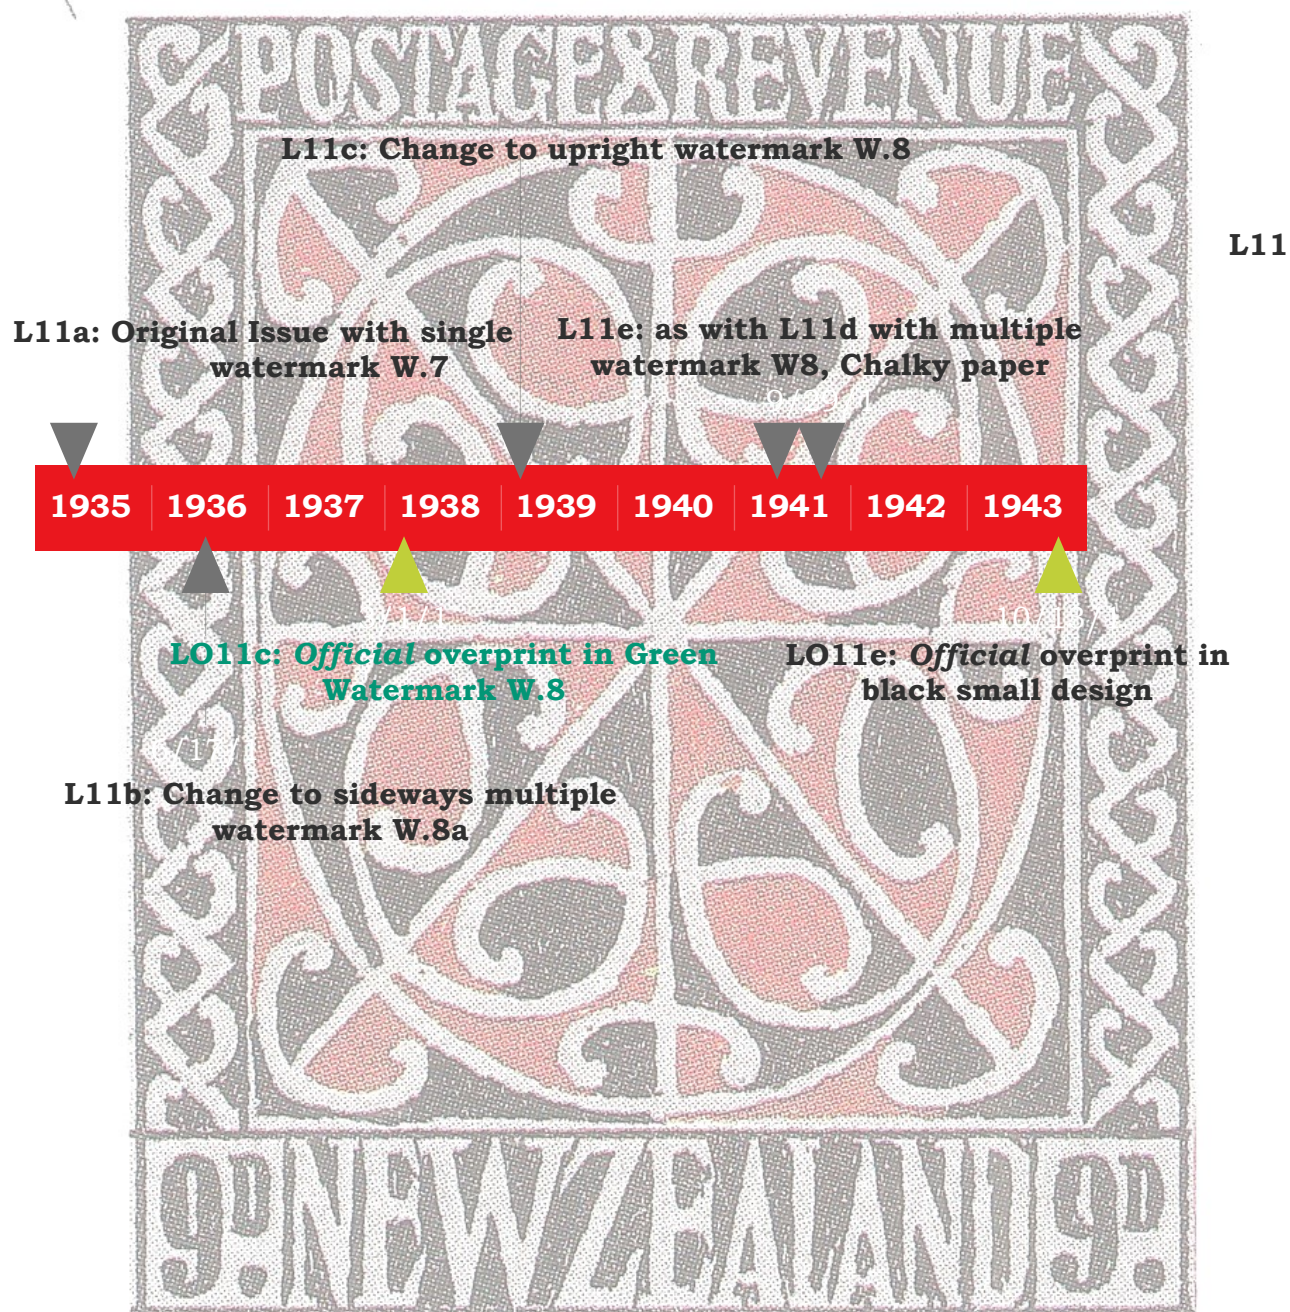 POSTAGE & REVENUE
L11c: Change to upright watermark W.8
L11
L11a: Original Issue with single
watermark W.7
L11e: as with L11d with multiple
watermark W8, Chalky paper
1935 1936 1937 1938 1939 1940 1941 1942 1943
LO11c: Official overprint in Green
Watermark W.8
LO11e: Official overprint in
black small design
L11b: Change to sideways multiple
watermark W.8a
9D. NEW ZEALAND 9D.